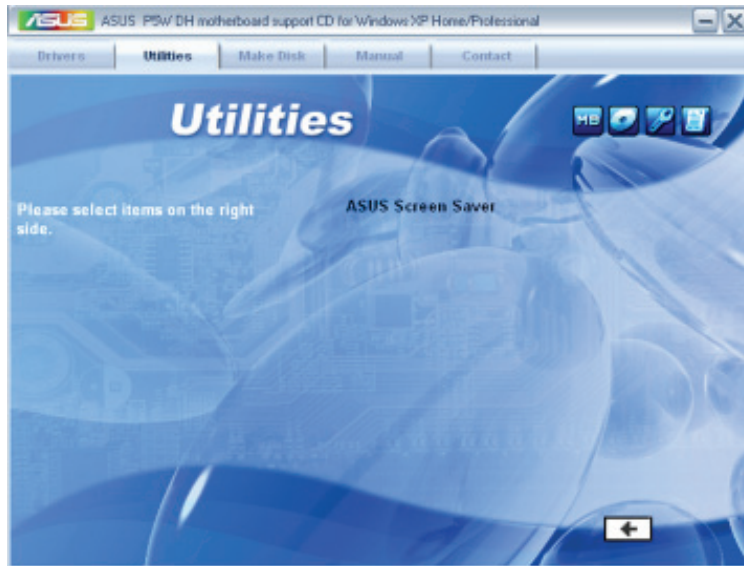 ASUS ASUS P5W DH motherboard support CD for Windows XP Home/Professional
Drivers Utilities Make Disk Manual Contact
Utilities
MB
Please select items on the right
side.
ASUS Screen Saver